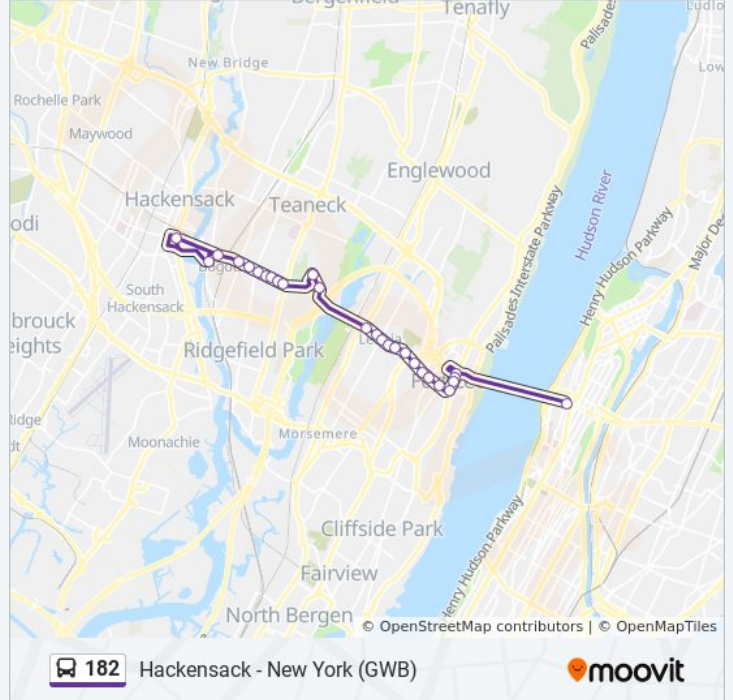 Bergenfield
Tenafly
Ludlo
Palisades
New Bridge
Low
Rochelle Park
Maywood
Englewood
Hackensack
Teaneck
odi
Palisades Interstate Parkway
Hudson River
Henry Hudson Parkway
Major De
Bogota
South
Hackensack
brouck
eights
Ridgefield Park
Leonia
Ridge
Moonachie
Morsemere
Henry Hudson Parkway
Cliffside Park
Fairview
North Bergen
© OpenStreetMap contributors | © OpenMapTiles
182 Hackensack - New York (GWB)
moovit